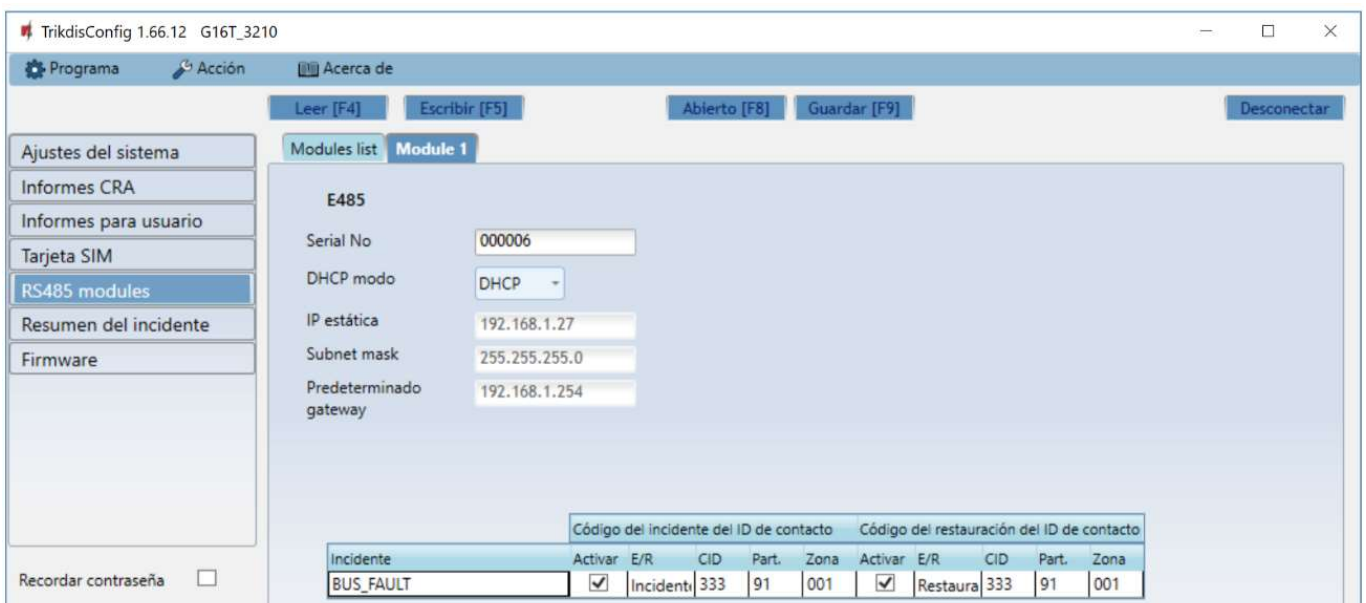 TrikdisConfig 1.66.12 G16T_3210
Programa Acción Acerca de
Leer [F4] Escribir [F5] Abierto [F8] Guardar [F9] Desconectar
Ajustes del sistema
Informes CRA
Informes para usuario
Tarjeta SIM
RS485 modules
Resumen del incidente
Firmware
Recordar contraseña
Modules list Module 1
E485
Serial No 000006
DHCP modo DHCP
IP estática 192.168.1.27
Subnet mask 255.255.255.0
Predeterminado gateway 192.168.1.254
Código del incidente del ID de contacto Código del restauración del ID de contacto
Incidente Activar E/R CID Part. Zona Activar E/R CID Part. Zona
BUS_FAULT Incident 333 91 001 Restaura 333 91 001